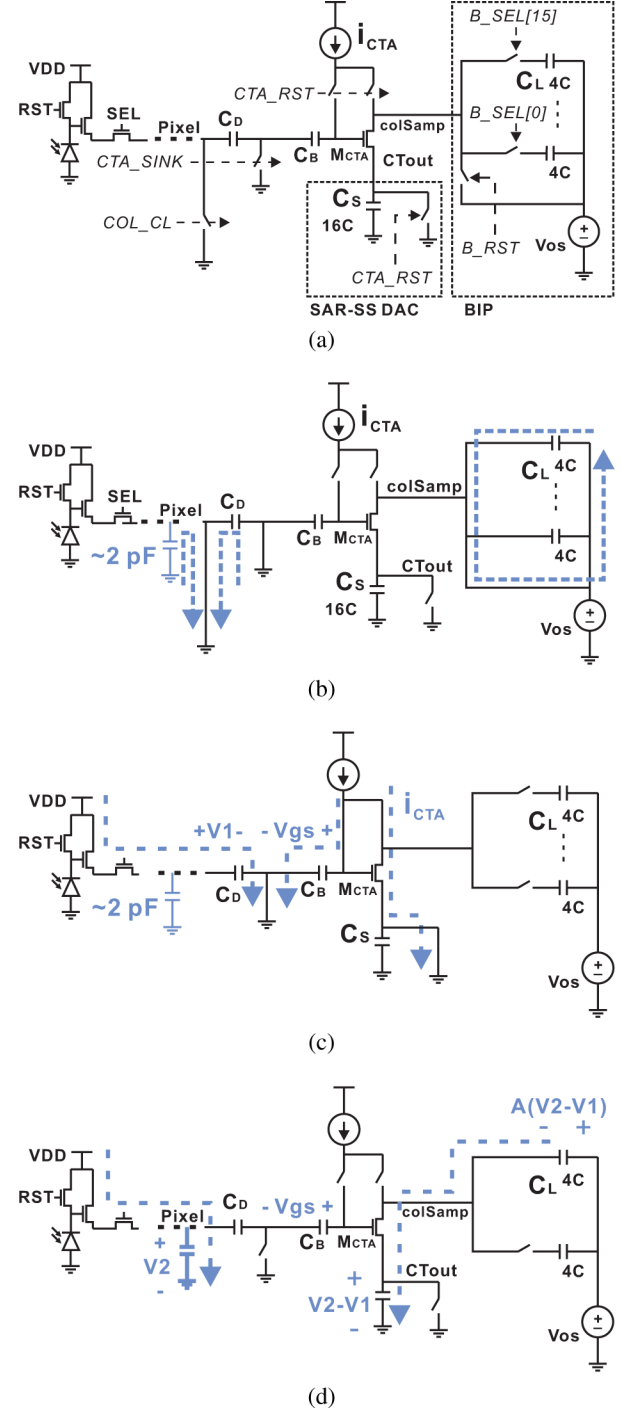 iCTA
B_SEL[15]
VDD
CTA_RST
CL 4C
RST
SEL
Pixel
CD
colSamp
B_SEL[0]
CTA_SINK
CB
MCTA
CTout
4C
COL_CL
CS
16C
CTA_RST
B_RST
Vos
SAR-SS DAC
BIP
(a)
iCTA
VDD
colSamp
CL 4C
RST
SEL
Pixel
CD
CB
MCTA
~2 pF
CS
16C
CTout
4C
Vos
(b)
VDD
+V1-
- Vgs +
iCTA
CL 4C
RST
~2 pF
CD
CB
MCTA
4C
CS
Vos
(c)
A(V2-V1)
- +
VDD
CL 4C
RST
Pixel
CD
- Vgs +
colSamp
CB
MCTA
+
V2
-
+
V2-V1
-
CTout
4C
Vos
(d)